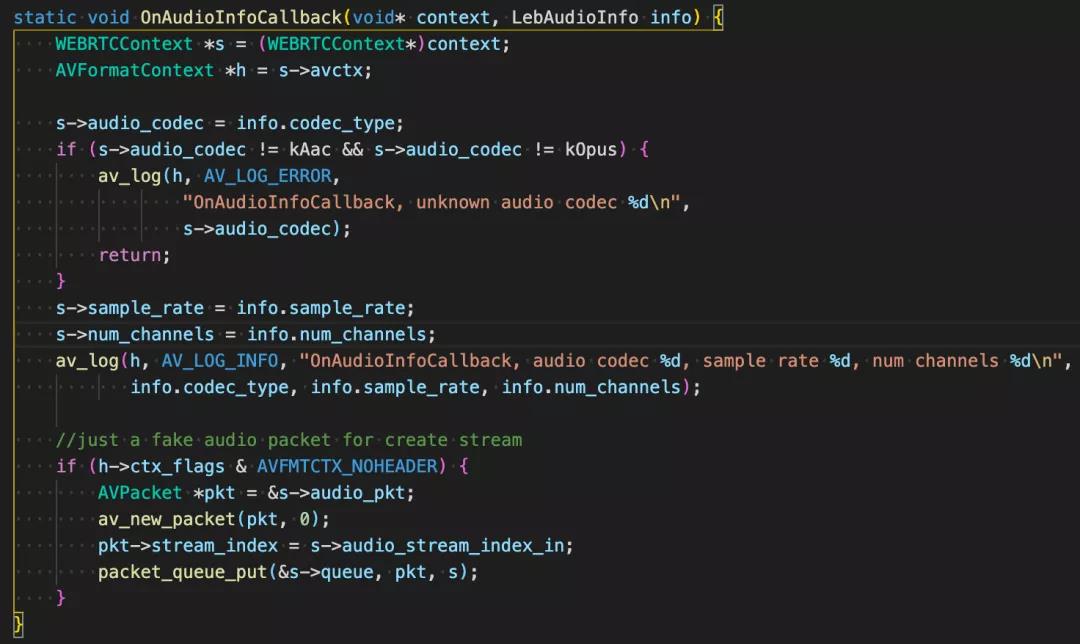 static void OnAudioInfoCallback(void* context, LebAudioInfo info) {
    WEBRTCContext *s = (WEBRTCContext*)context;
    AVFormatContext *h = s->avctx;

    s->audio_codec = info.codec_type;
    if (s->audio_codec != kAac && s->audio_codec != kOpus) {
        av_log(h, AV_LOG_ERROR,
                "OnAudioInfoCallback, unknown audio codec %d\n",
                s->audio_codec);
        return;
    }
    s->sample_rate = info.sample_rate;
    s->num_channels = info.num_channels;
    av_log(h, AV_LOG_INFO, "OnAudioInfoCallback, audio codec %d, sample rate %d, num channels %d\n",
           info.codec_type, info.sample_rate, info.num_channels);

    //just a fake audio packet for create stream
    if (h->ctx_flags & AVFMTCTX_NOHEADER) {
        AVPacket *pkt = &s->audio_pkt;
        av_new_packet(pkt, 0);
        pkt->stream_index = s->audio_stream_index_in;
        packet_queue_put(&s->queue, pkt, s);
    }
}